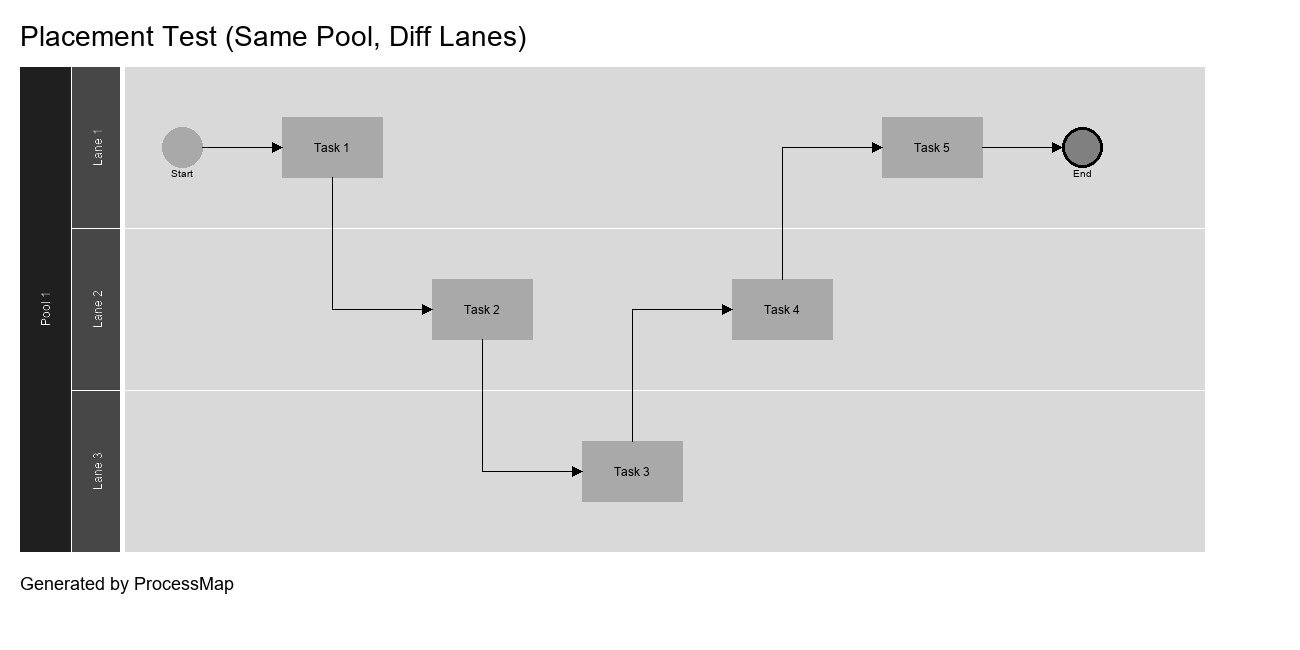 Placement Test (Same Pool, Diff Lanes)
Pool 1
Lane 1
Start
Task 1
Task 5
End
Lane 2
Task 2
Task 4
Lane 3
Task 3
Generated by ProcessMap